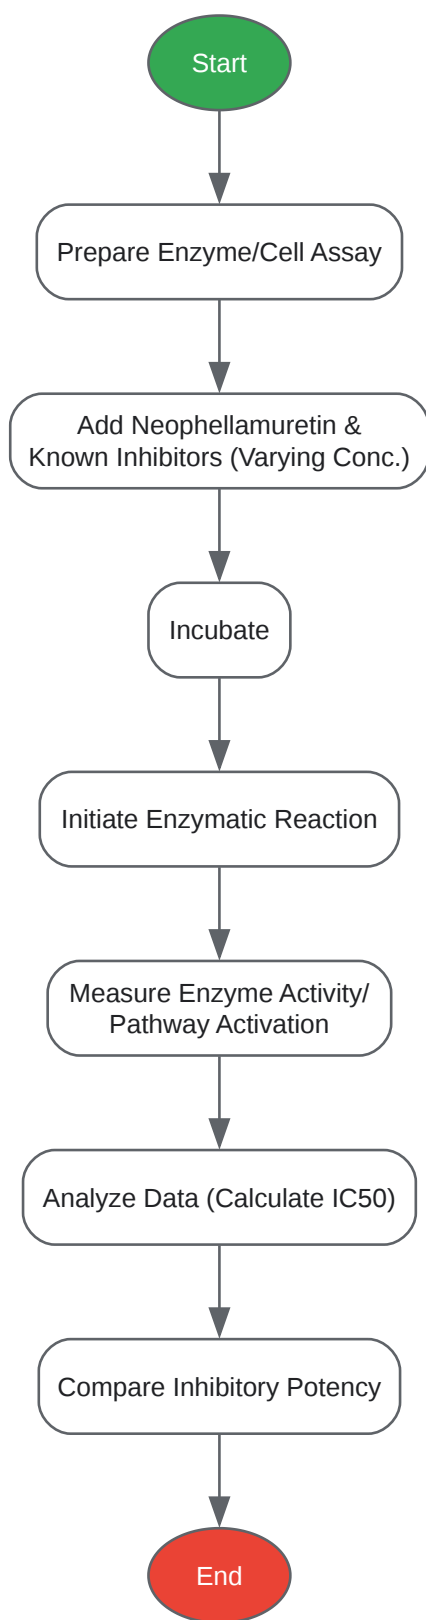 Start
Prepare Enzyme/Cell Assay
Add Neophellamuretin &
Known Inhibitors (Varying Conc.)
Incubate
Initiate Enzymatic Reaction
Measure Enzyme Activity/
Pathway Activation
Analyze Data (Calculate IC50)
Compare Inhibitory Potency
End